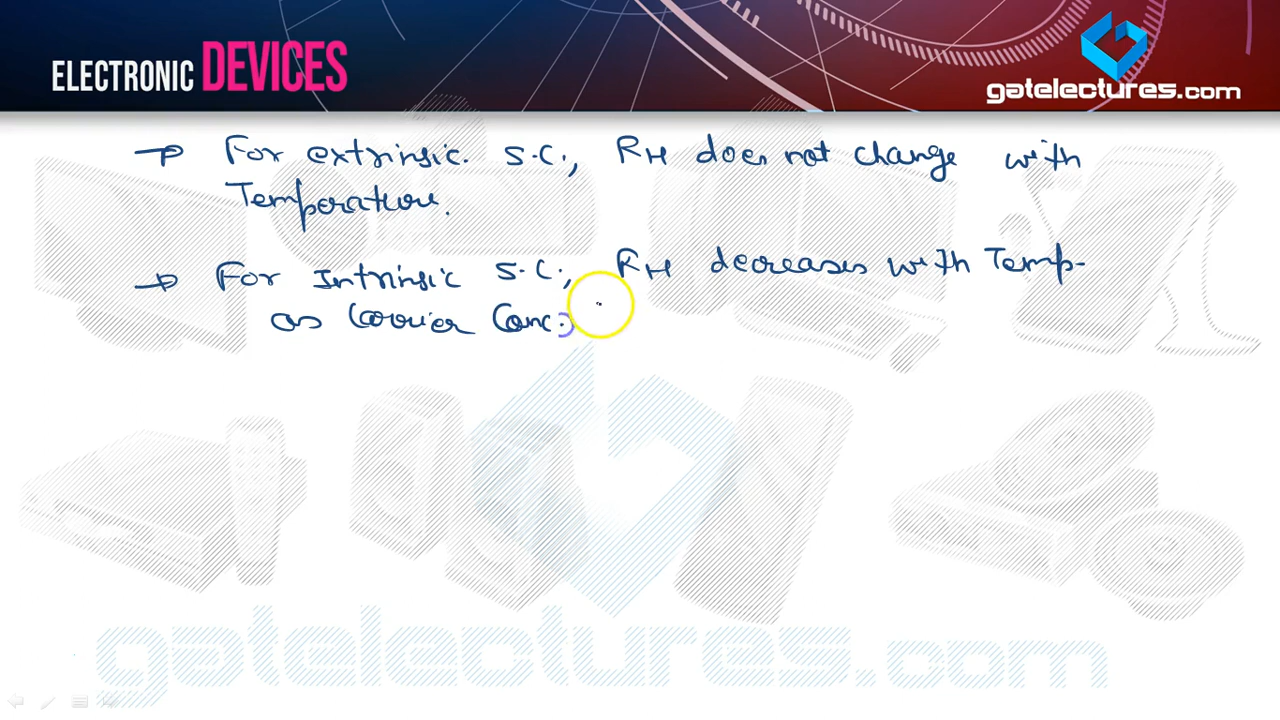 ELECTRONIC DEVICES
gatelectures.com
→ For extrinsic. S.C., RH does not change with
Temperature.
→ For Intrinsic S.C., RH decreases with Temp.
as Carrier Conc.
gatelectures.com